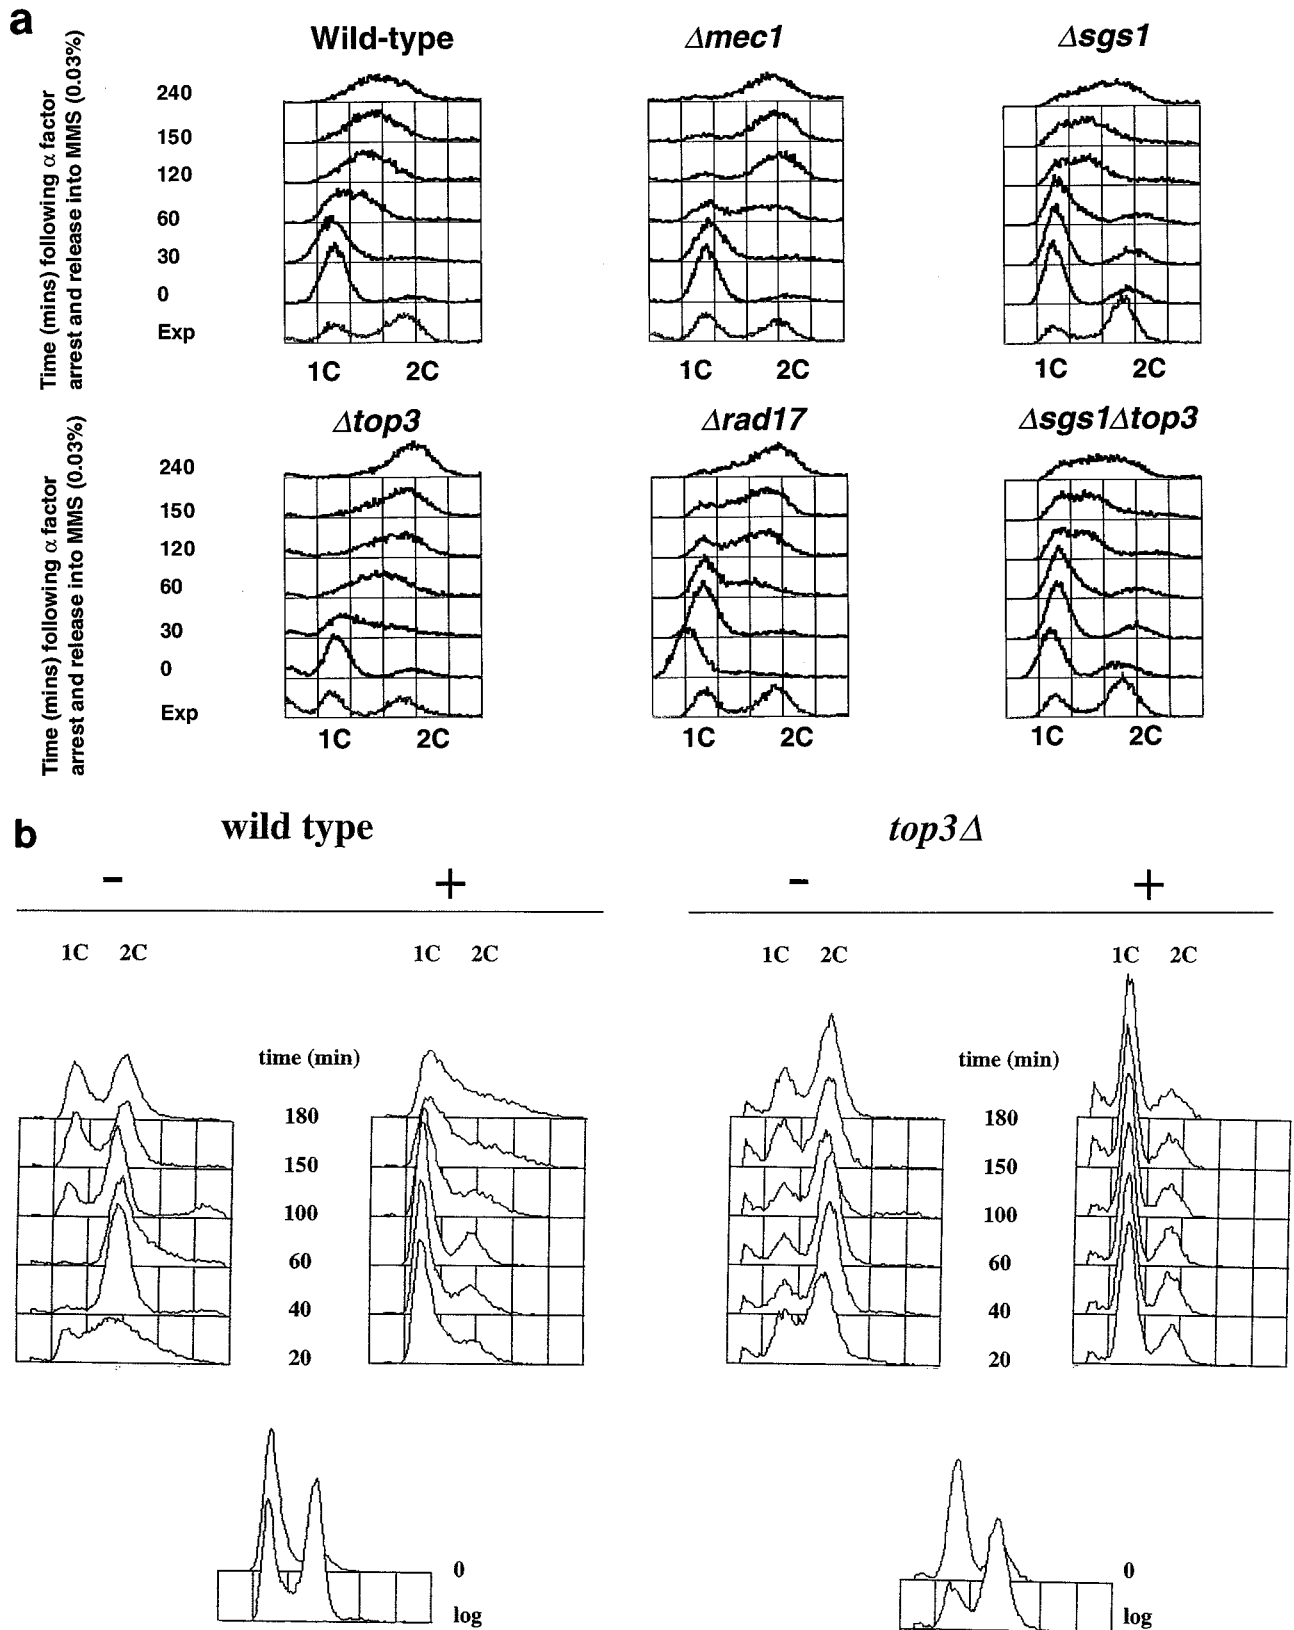 a
Wild-type
Δmec1
Δsgs1
Time (mins) following α factor
arrest and release into MMS (0.03%)
240
150
120
60
30
0
Exp
1C 2C
1C 2C
1C 2C
Δtop3
Δrad17
Δsgs1Δtop3
Time (mins) following α factor
arrest and release into MMS (0.03%)
240
150
120
60
30
0
Exp
1C 2C
1C 2C
1C 2C
b
wild type
top3Δ
- +
- +
1C 2C
1C 2C
1C 2C
1C 2C
time (min)
180
150
100
60
40
20
time (min)
180
150
100
60
40
20
0
log
0
log